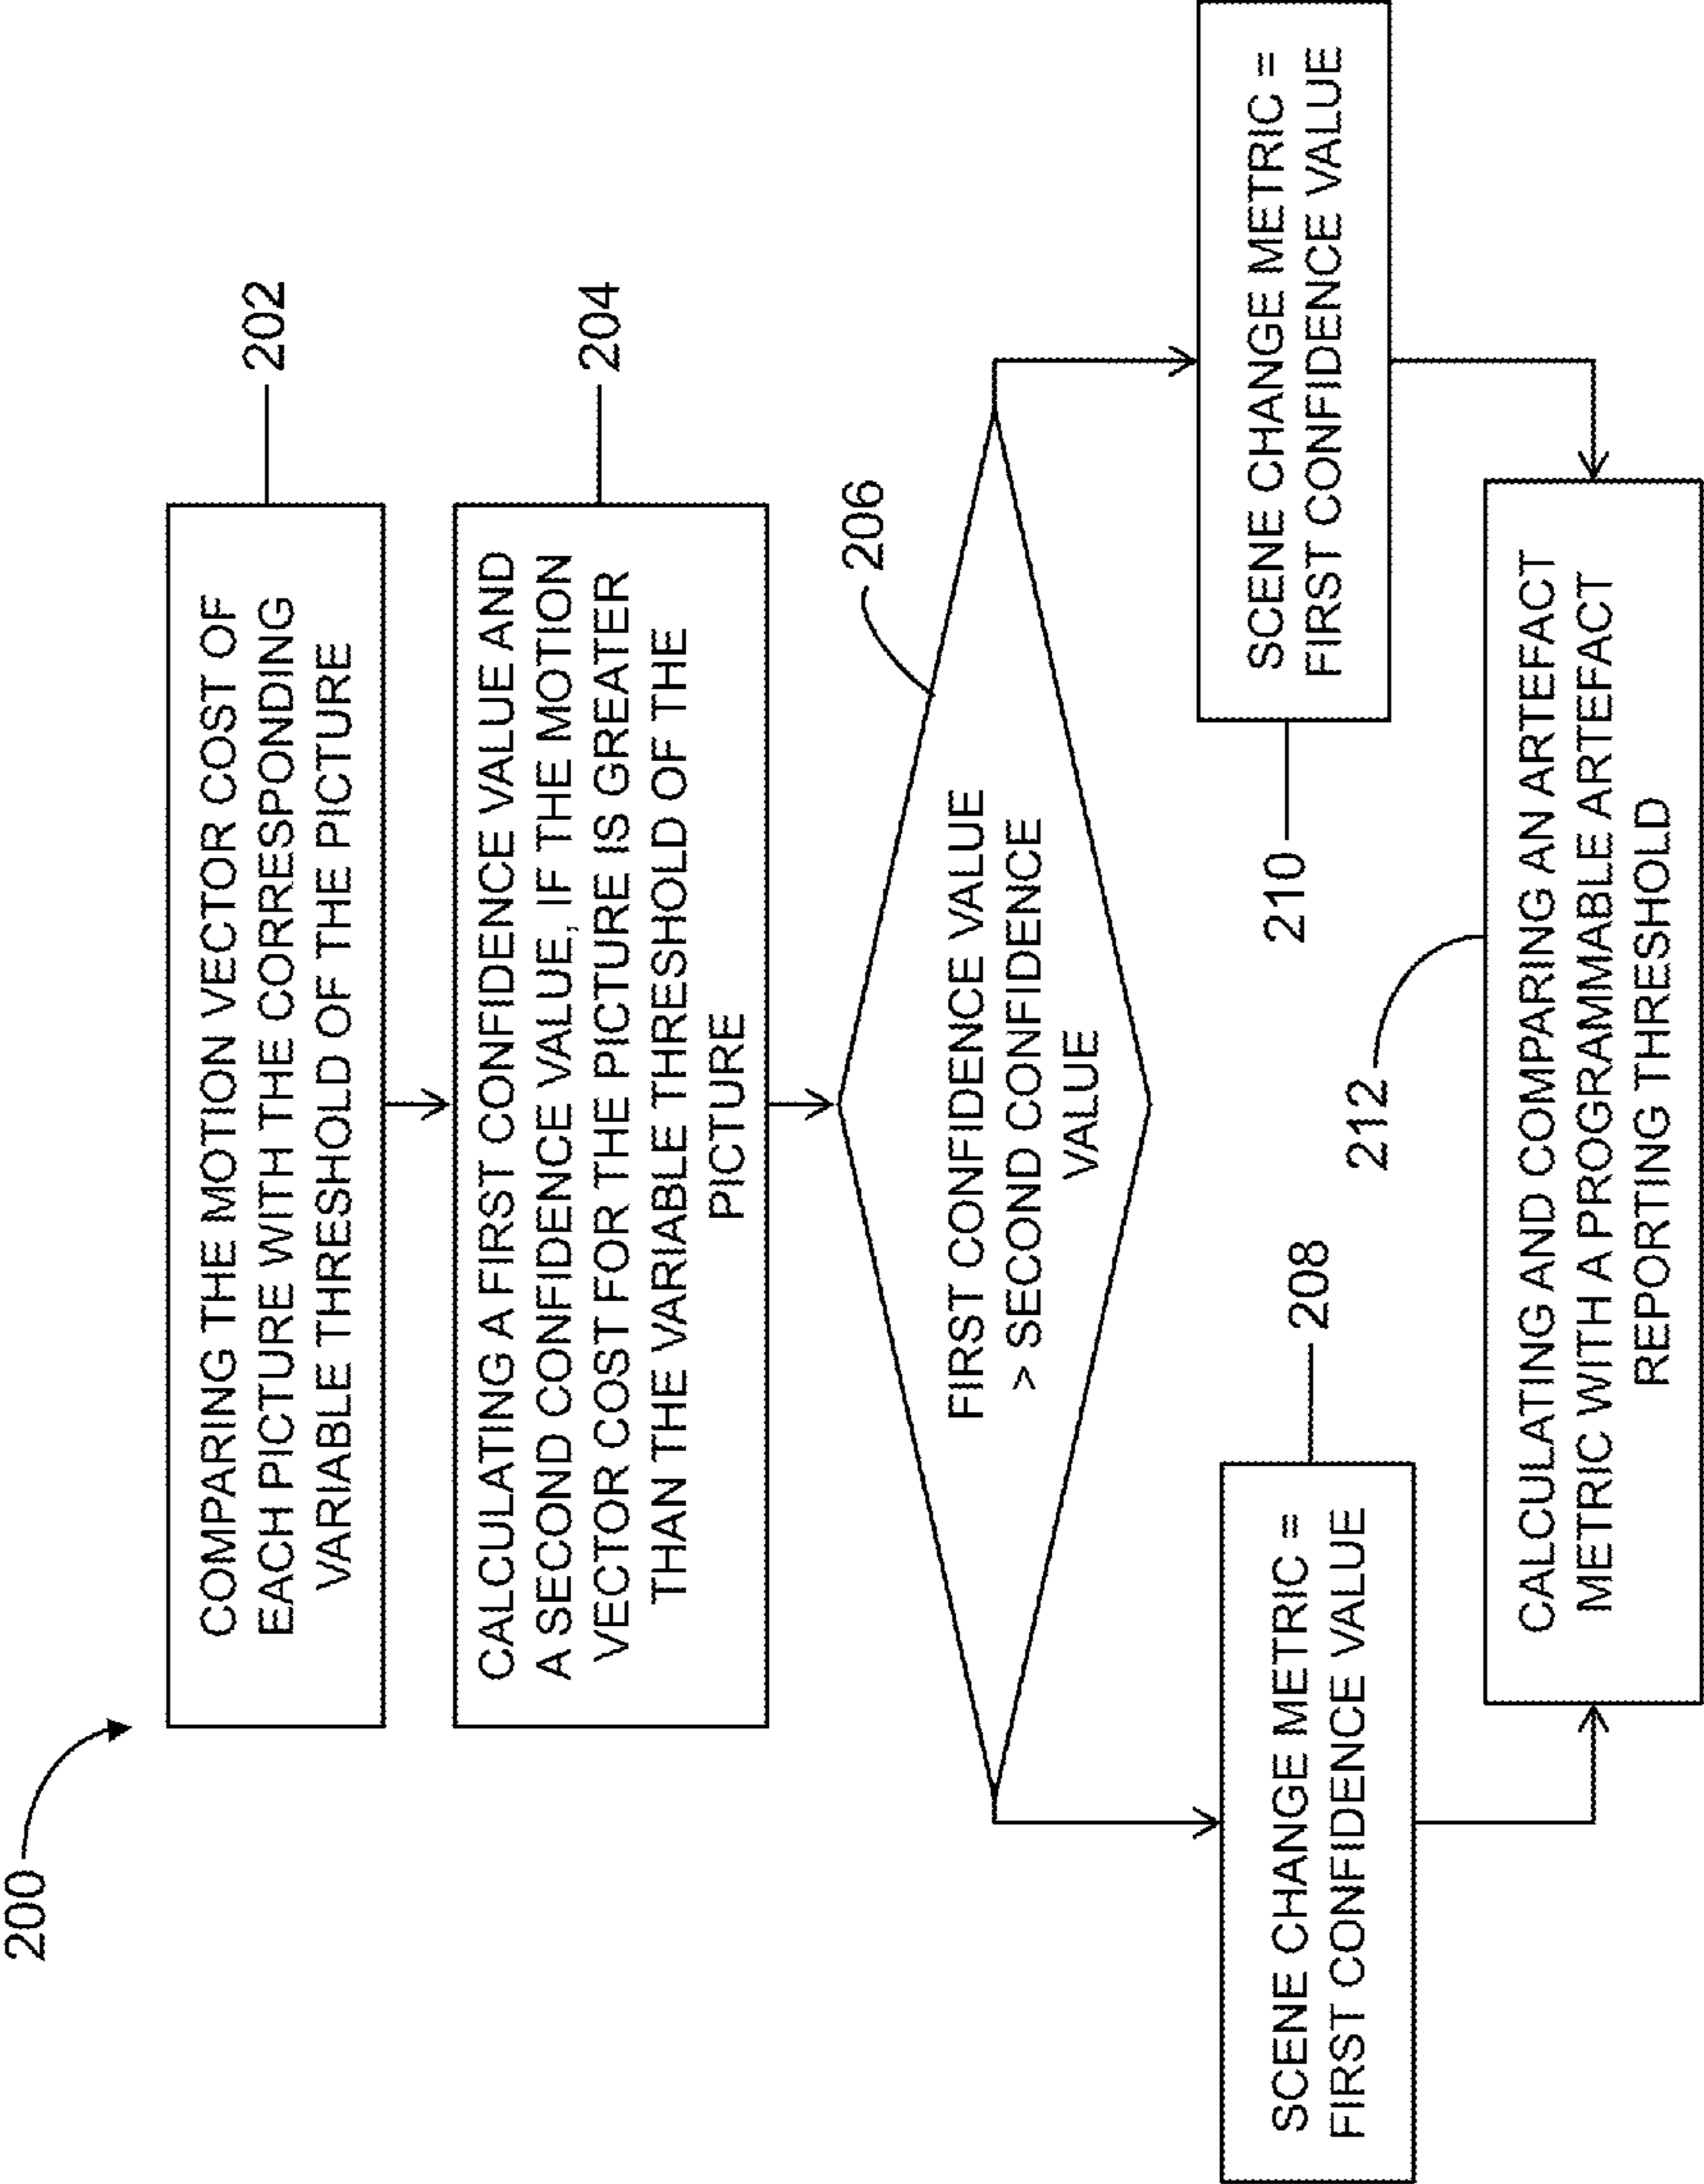 200
COMPARING THE MOTION VECTOR COST OF
EACH PICTURE WITH THE CORRESPONDING
VARIABLE THRESHOLD OF THE PICTURE
202
CALCULATING A FIRST CONFIDENCE VALUE AND
A SECOND CONFIDENCE VALUE, IF THE MOTION
VECTOR COST FOR THE PICTURE IS GREATER
THAN THE VARIABLE THRESHOLD OF THE
PICTURE
204
206
FIRST CONFIDENCE VALUE
> SECOND CONFIDENCE
VALUE
SCENE CHANGE METRIC =
FIRST CONFIDENCE VALUE
208
210
SCENE CHANGE METRIC =
FIRST CONFIDENCE VALUE
212
CALCULATING AND COMPARING AN ARTEFACT
METRIC WITH A PROGRAMMABLE ARTEFACT
REPORTING THRESHOLD